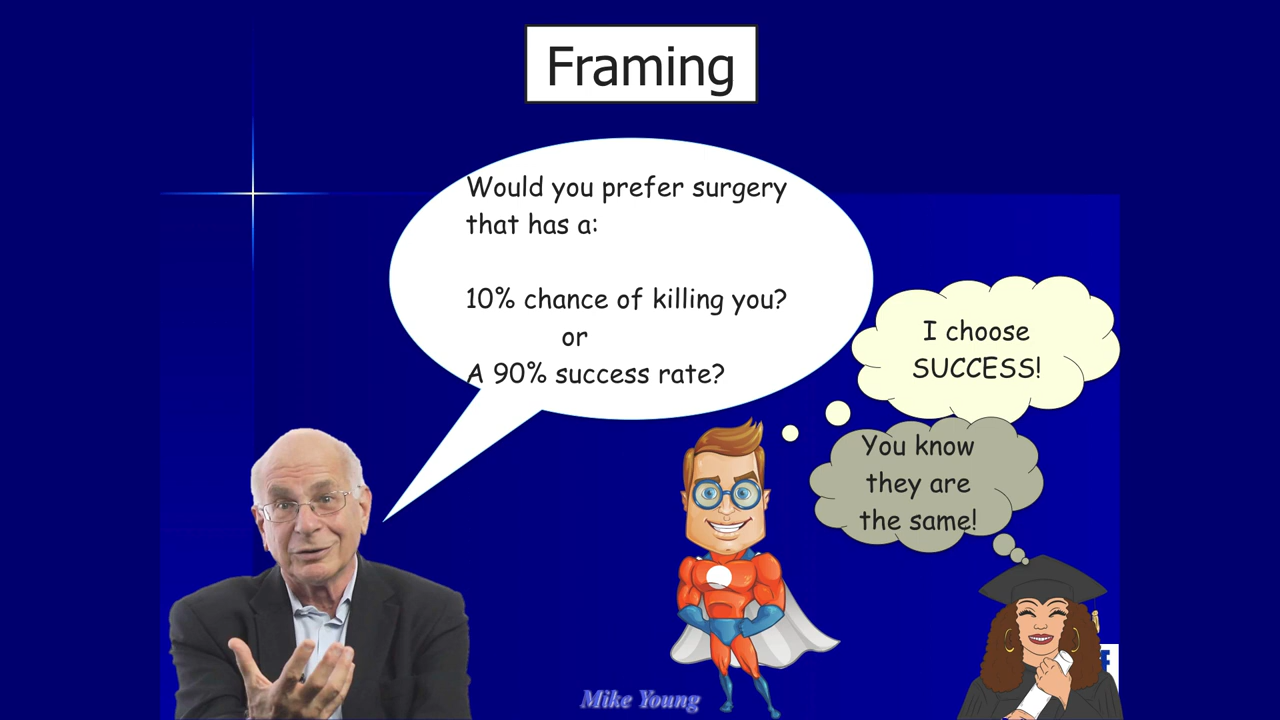 Framing
Would you prefer surgery
that has a:
10% chance of killing you?
or
A 90% success rate?
I choose
SUCCESS!
You know
they are
the same!
Mike Young